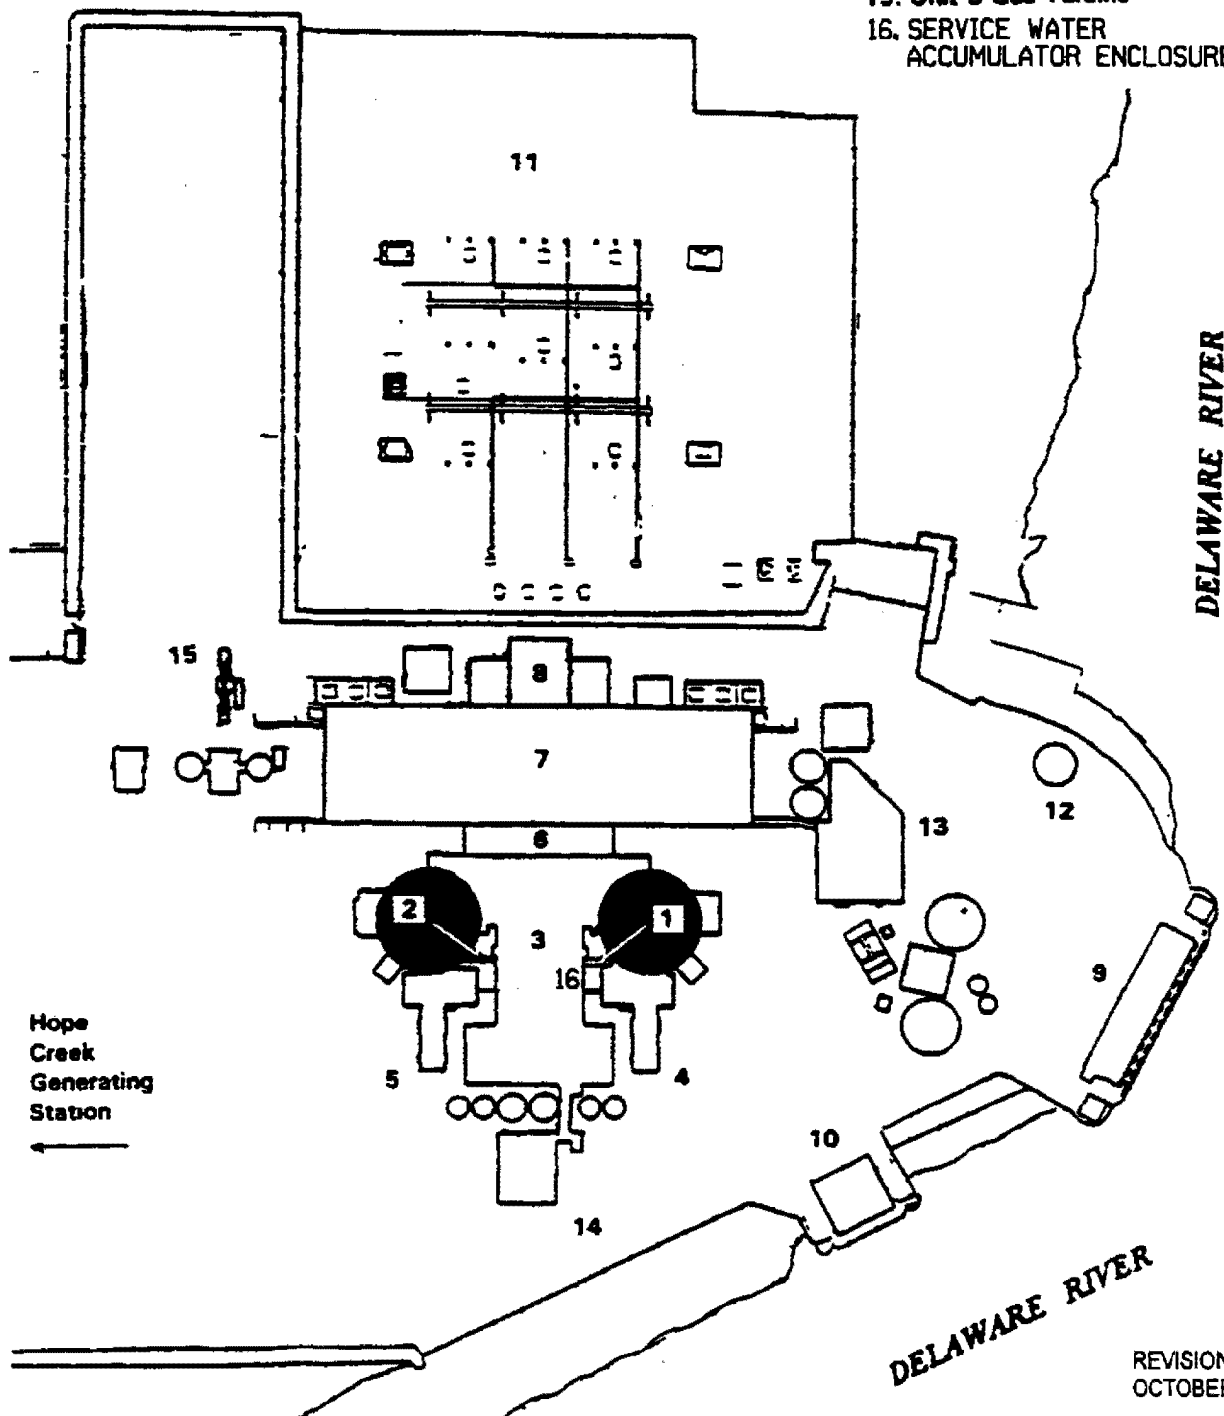 16. SERVICE WATER
ACCUMULATOR ENCLOSURE
11
DELAWARE RIVER
15
8
7
12
13
6
2
1
3
9
16
Hope
Creek
Generating
Station
5
4
10
14
DELAWARE RIVER
REVISION
OCTOBER